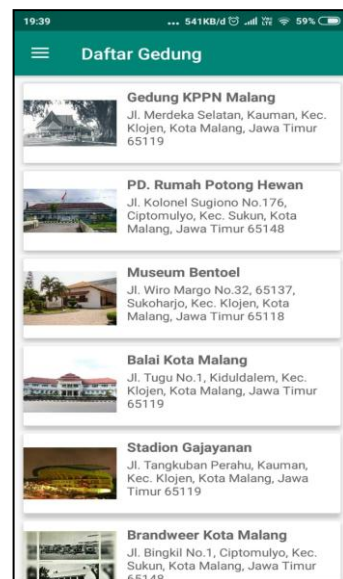 19:39 ... 541KB/d 59%
Daftar Gedung
Gedung KPPN Malang
Jl. Merdeka Selatan, Kauman, Kec.
Klojen, Kota Malang, Jawa Timur
65119
PD. Rumah Potong Hewan
Jl. Kolonel Sugiono No.176,
Ciptomulyo, Kec. Sukun, Kota
Malang, Jawa Timur 65148
Museum Bentoel
Jl. Wiro Margo No.32, 65137,
Sukoharjo, Kec. Klojen, Kota
Malang, Jawa Timur 65118
Balai Kota Malang
Jl. Tugu No.1, Kiduldalem, Kec.
Klojen, Kota Malang, Jawa Timur
65119
Stadion Gajayanan
Jl. Tangkuban Perahu, Kauman,
Kec. Klojen, Kota Malang, Jawa
Timur 65119
Brandweer Kota Malang
Jl. Bingkil No.1, Ciptomulyo, Kec.
Sukun, Kota Malang, Jawa Timur
65148